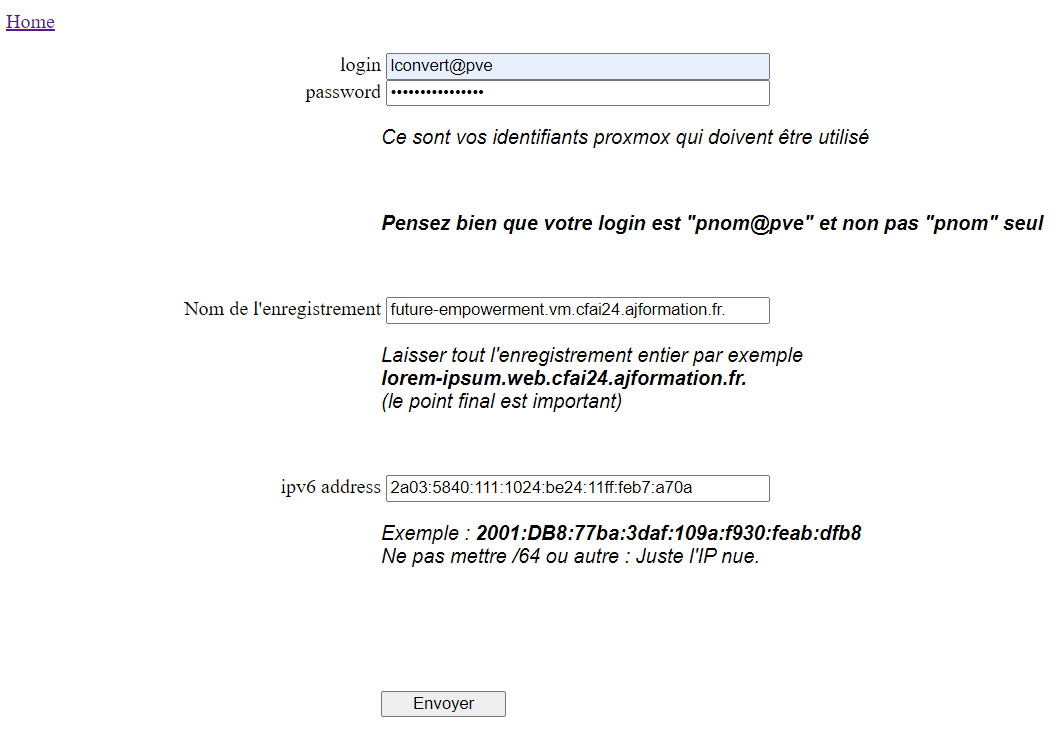 Home
login lconvert@pve
password ••••••••••••••••
Ce sont vos identifiants proxmox qui doivent être utilisé
Pensez bien que votre login est "pnom@pve" et non pas "pnom" seul
Nom de l'enregistrement future-empowerment.vm.cfai24.ajformation.fr.
Laisser tout l'enregistrement entier par exemple
lorem-ipsum.web.cfai24.ajformation.fr.
(le point final est important)
ipv6 address 2a03:5840:111:1024:be24:11ff:feb7:a70a
Exemple : 2001:DB8:77ba:3daf:109a:f930:feab:dfb8
Ne pas mettre /64 ou autre : Juste l'IP nue.
Envoyer